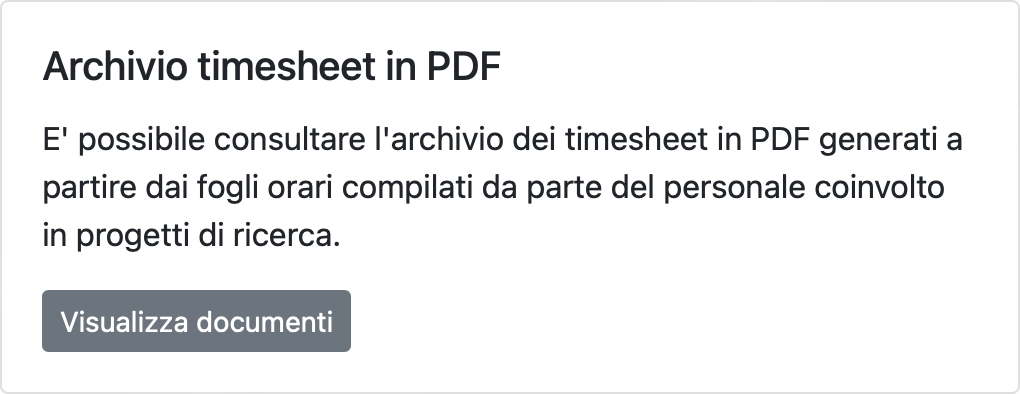 Archivio timesheet in PDF
E' possibile consultare l'archivio dei timesheet in PDF generati a
partire dai fogli orari compilati da parte del personale coinvolto
in progetti di ricerca.
Visualizza documenti